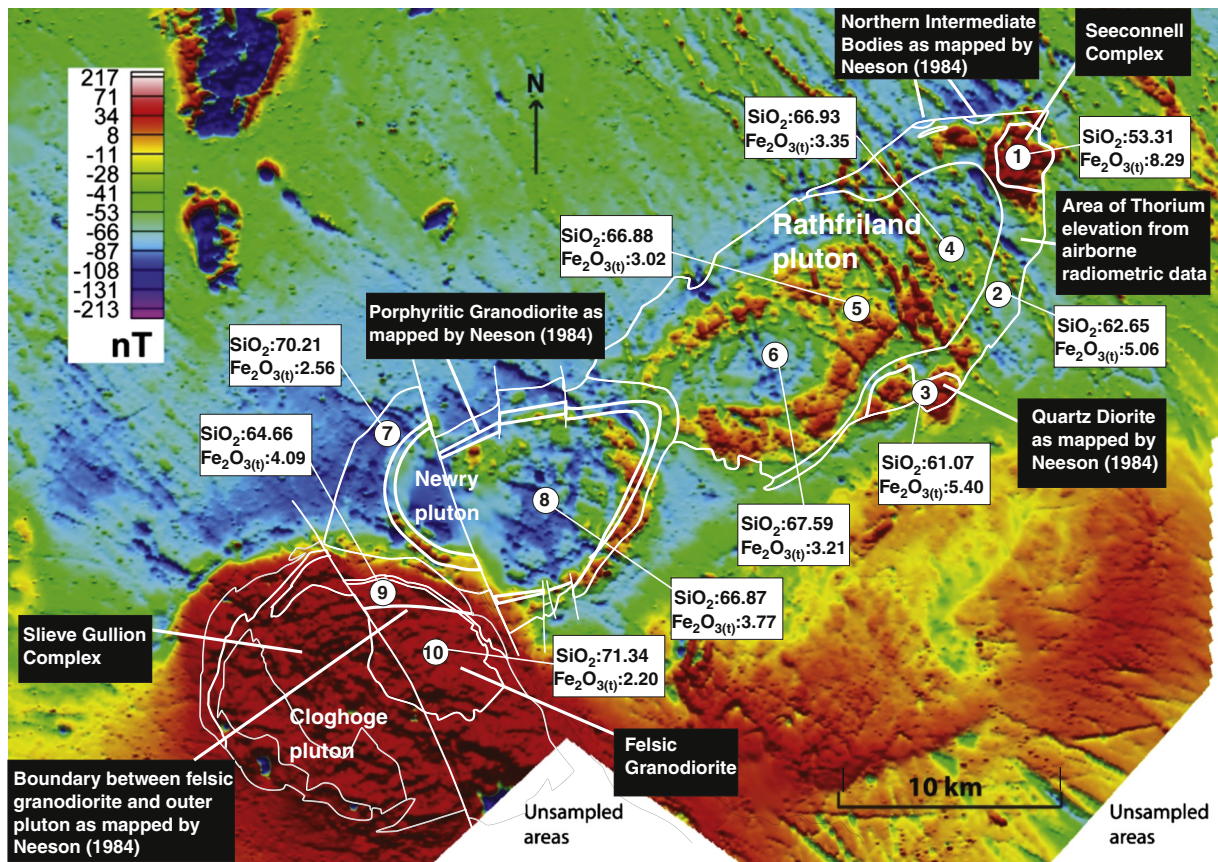 217
71
34
8
-11
-28
-41
-53
-66
-87
-108
-131
-213
nT
N
Northern Intermediate
Bodies as mapped by
Neeson (1984)
Seeconnell
Complex
SiO2:66.93
Fe2O3(t):3.35
1
SiO2:53.31
Fe2O3(t):8.29
Area of Thorium
elevation from
airborne
radiometric data
Rathfriland
pluton
4
SiO2:66.88
Fe2O3(t):3.02
5
2
Porphyritic Granodiorite as
mapped by Neeson (1984)
6
SiO2:62.65
Fe2O3(t):5.06
SiO2:70.21
Fe2O3(t):2.56
3
Quartz Diorite
as mapped by
Neeson (1984)
7
SiO2:64.66
Fe2O3(t):4.09
SiO2:61.07
Fe2O3(t):5.40
Newry
pluton
8
SiO2:67.59
Fe2O3(t):3.21
9
SiO2:66.87
Fe2O3(t):3.77
Slieve Gullion
Complex
10
SiO2:71.34
Fe2O3(t):2.20
Cloghoge
pluton
Felsic
Granodiorite
Boundary between felsic
granodiorite and outer
pluton as mapped by
Neeson (1984)
10 km
Unsampled
areas
Unsampled
areas